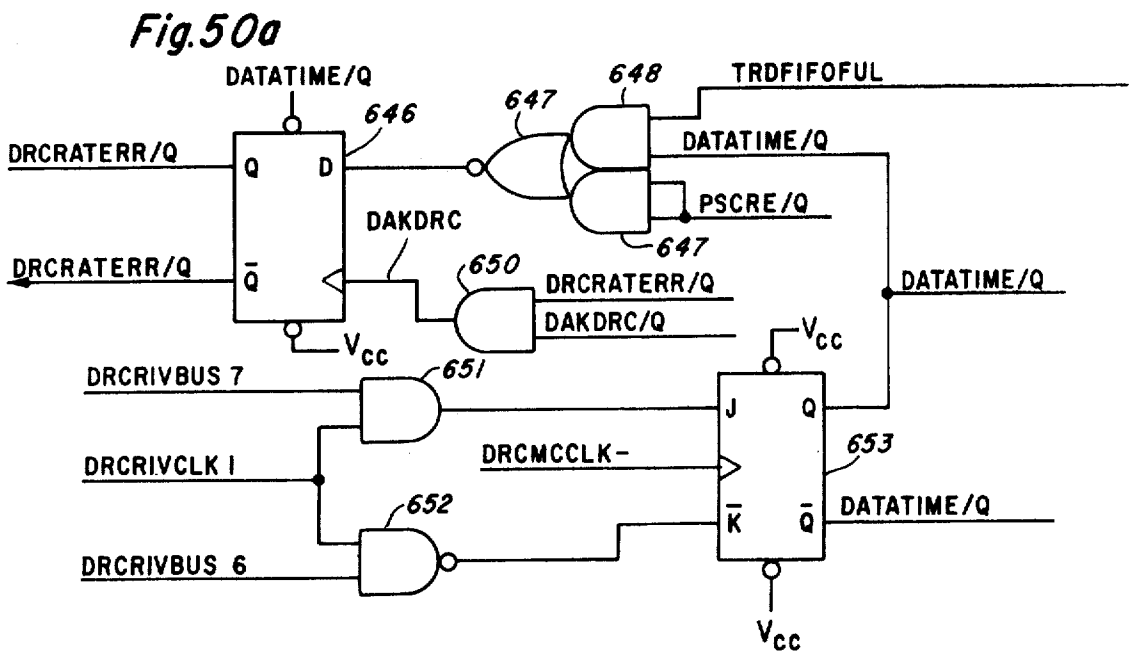 Fig.50a
DATATIME/Q
646
647
648
TRDFIFOFUL
DRCRATERR/Q
Q
D
DATATIME/Q
PSCRE/Q
647
DAKDRC
DRCRATERR/Q
Q̅
650
DRCRATERR/Q
DAKDRC/Q
DATATIME/Q
VCC
VCC
DRCRIVBUS 7
651
J
Q
DRCRIVCLK 1
DRCMCCLK-
653
652
K̅
Q̅
DATATIME/Q
DRCRIVBUS 6
VCC